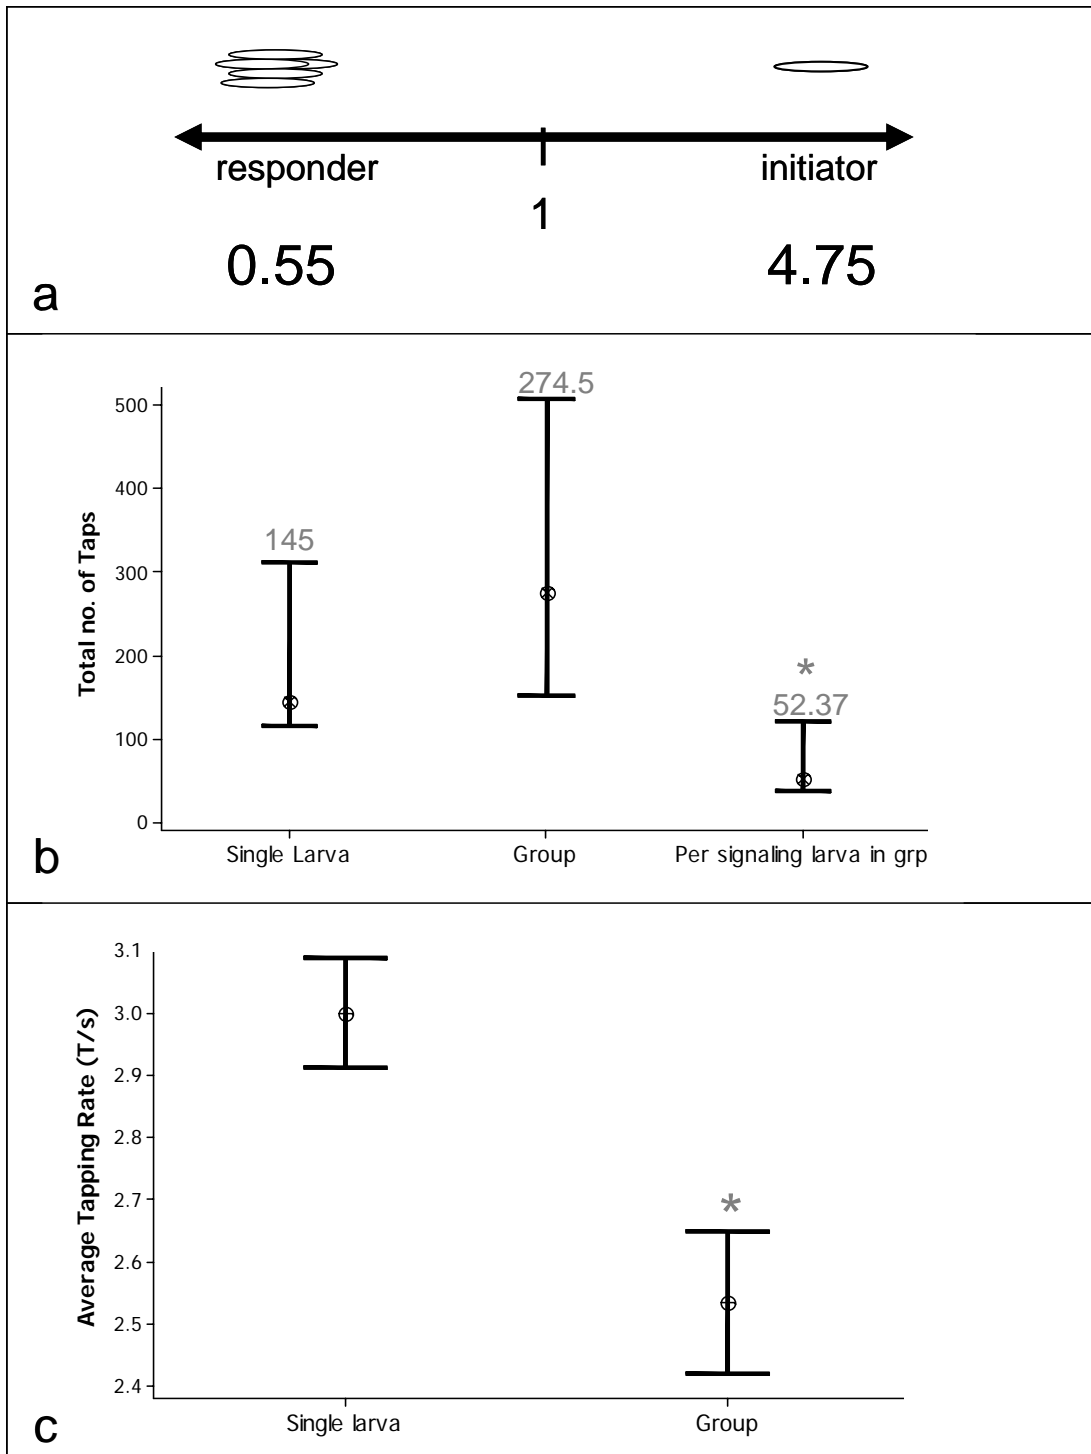 responder initiator
1
0.55 4.75
a
274.5
500
400
145
300
200
*
52.37
100
0
Total no. of Taps
Single Larva Group Per signaling larva in grp
b
3.1
3.0
2.9
2.8
2.7
*
2.6
2.5
2.4
Average Tapping Rate (T/s)
Single larva Group
c